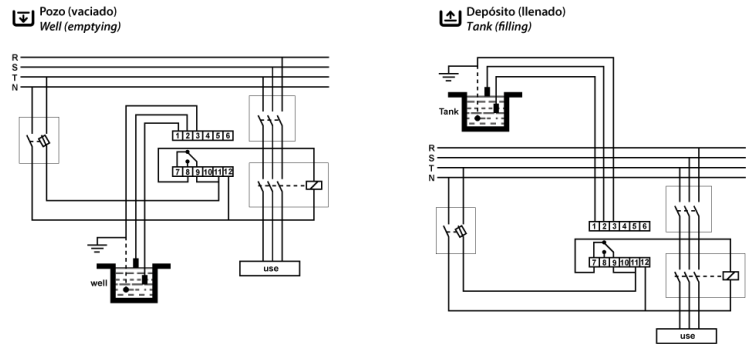 Pozo (vaciado)
Well (emptying)
R
S
T
N
1 2 3 4 5 6
7 8 9 10 11 12
well
use
Depósito (llenado)
Tank (filling)
Tank
R
S
T
N
1 2 3 4 5 6
7 8 9 10 11 12
use